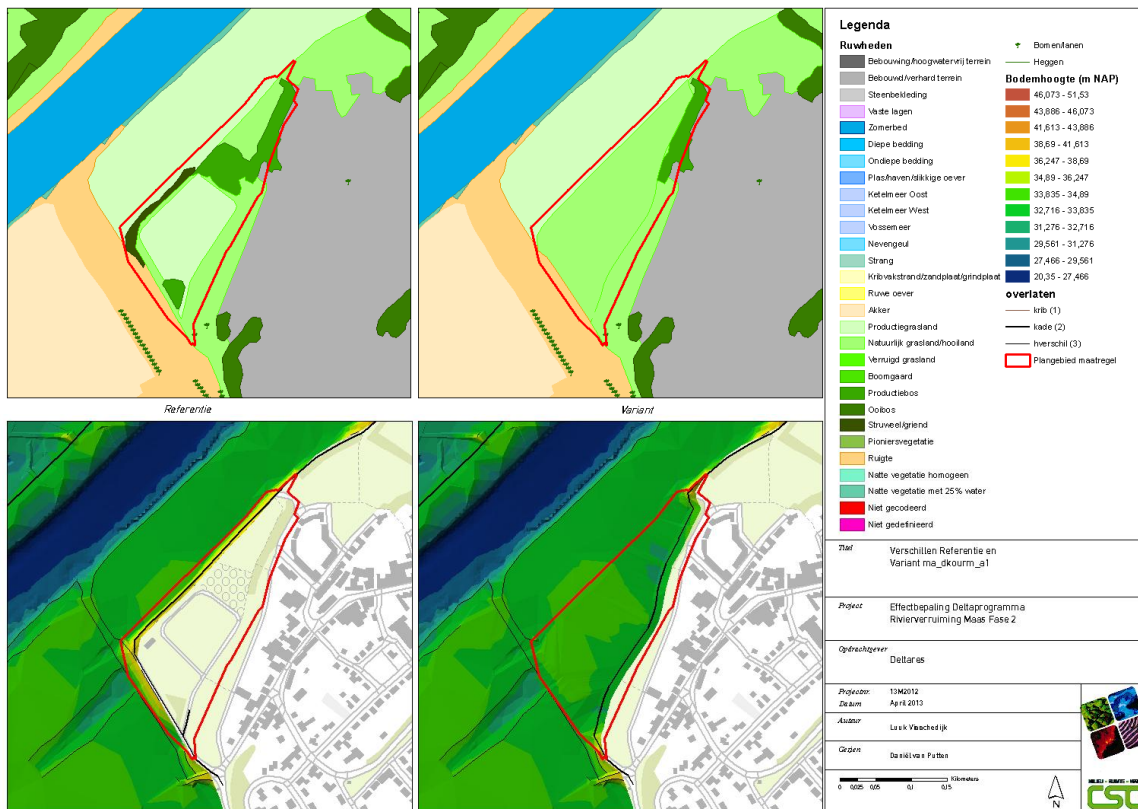 Legenda
Ruwheden
Bebouwing/hoogwatervrij terrein
Bebouwd/verhard terrein
Steenbekleding
Vaste lagen
Zomerbed
Diepe bedding
Ondiepe bedding
Plas/haven/slikkige oever
Ketelmeer Oost
Ketelmeer West
Vossemeer
Nevengeul
Strang
Kribvakstrand/zandplaat/grindplaat
Ruwe oever
Akker
Productiegrasland
Natuurlijk grasland/hooiland
Verruigd grasland
Boomgaard
Productiebos
Ooibos
Struweel/griend
Pioniersvegetatie
Ruigte
Natte vegetatie homogeen
Natte vegetatie met 25% water
Niet gecodeerd
Niet gedefinieerd
Bomen/lanen
Heggen
Bodemhoogte (m NAP)
46,073 - 51,53
43,886 - 46,073
41,613 - 43,886
38,69 - 41,613
36,247 - 38,69
34,89 - 36,247
33,835 - 34,89
32,716 - 33,835
31,276 - 32,716
29,561 - 31,276
27,466 - 29,561
20,35 - 27,466
overlaten
krib (1)
kade (2)
hverschil (3)
Plangebied maatregel
Referentie
Variant
Titel
Verschillen Referentie en
Variant ma_dkourm_a1
Project
Effectbepaling Deltaprogramma
Rivierverruiming Maas Fase 2
Opdrachtgever
Deltares
Projectnr.
13M2012
Datum
April 2013
Auteur
Luuk Visschedijk
Gezien
Daniël van Putten
Kilometers
0 0,025 0,05 0,1 0,15
N
CSO